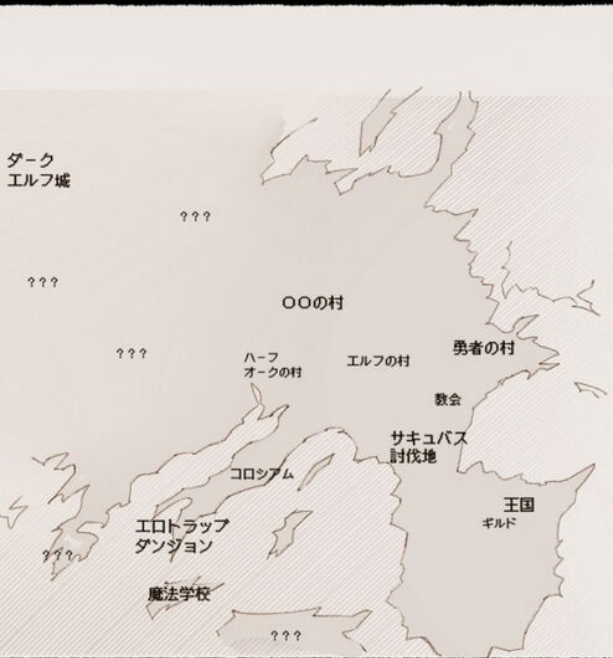 ダーク
エルフ城
???
???
〇〇の村
???
ハーフ
オークの村
エルフの村
勇者の村
教会
サキュバス
討伐地
コロシアム
王国
ギルド
エロトラップ
ダンジョン
???
魔法学校
???